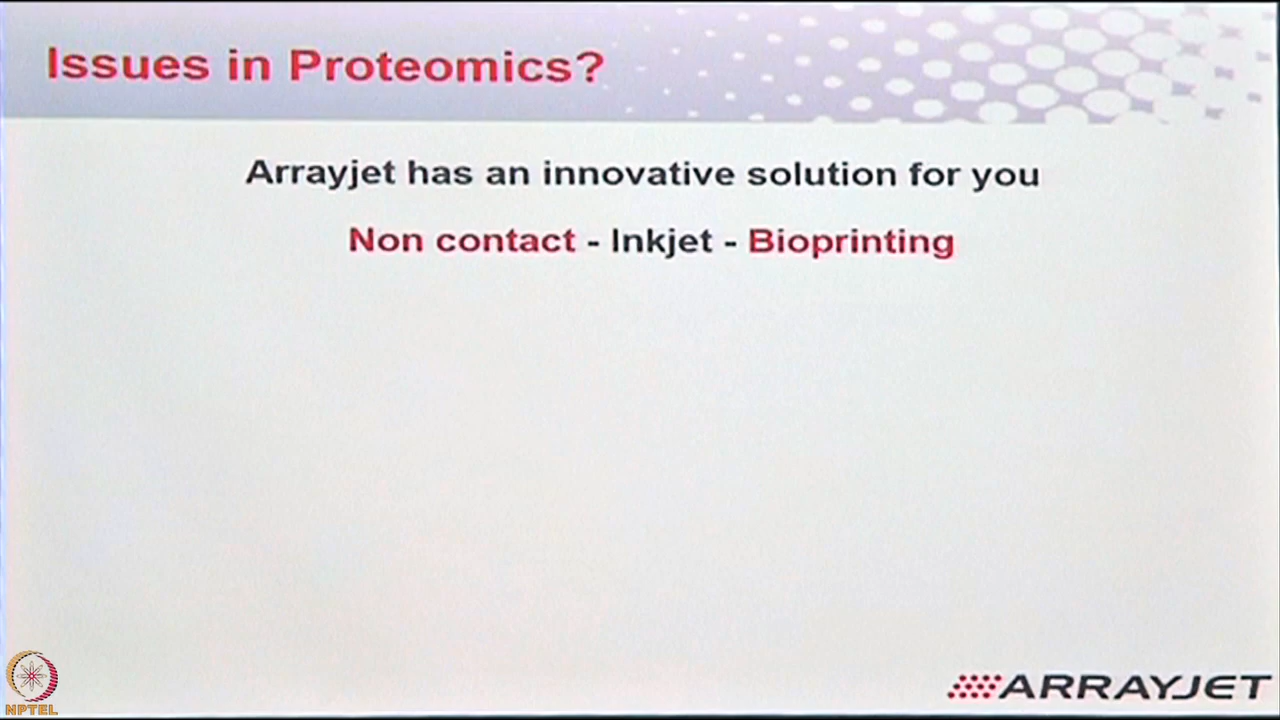 Issues in Proteomics?
Arrayjet has an innovative solution for you
Non contact - Inkjet - Bioprinting
ARRAYJET
NPTEL